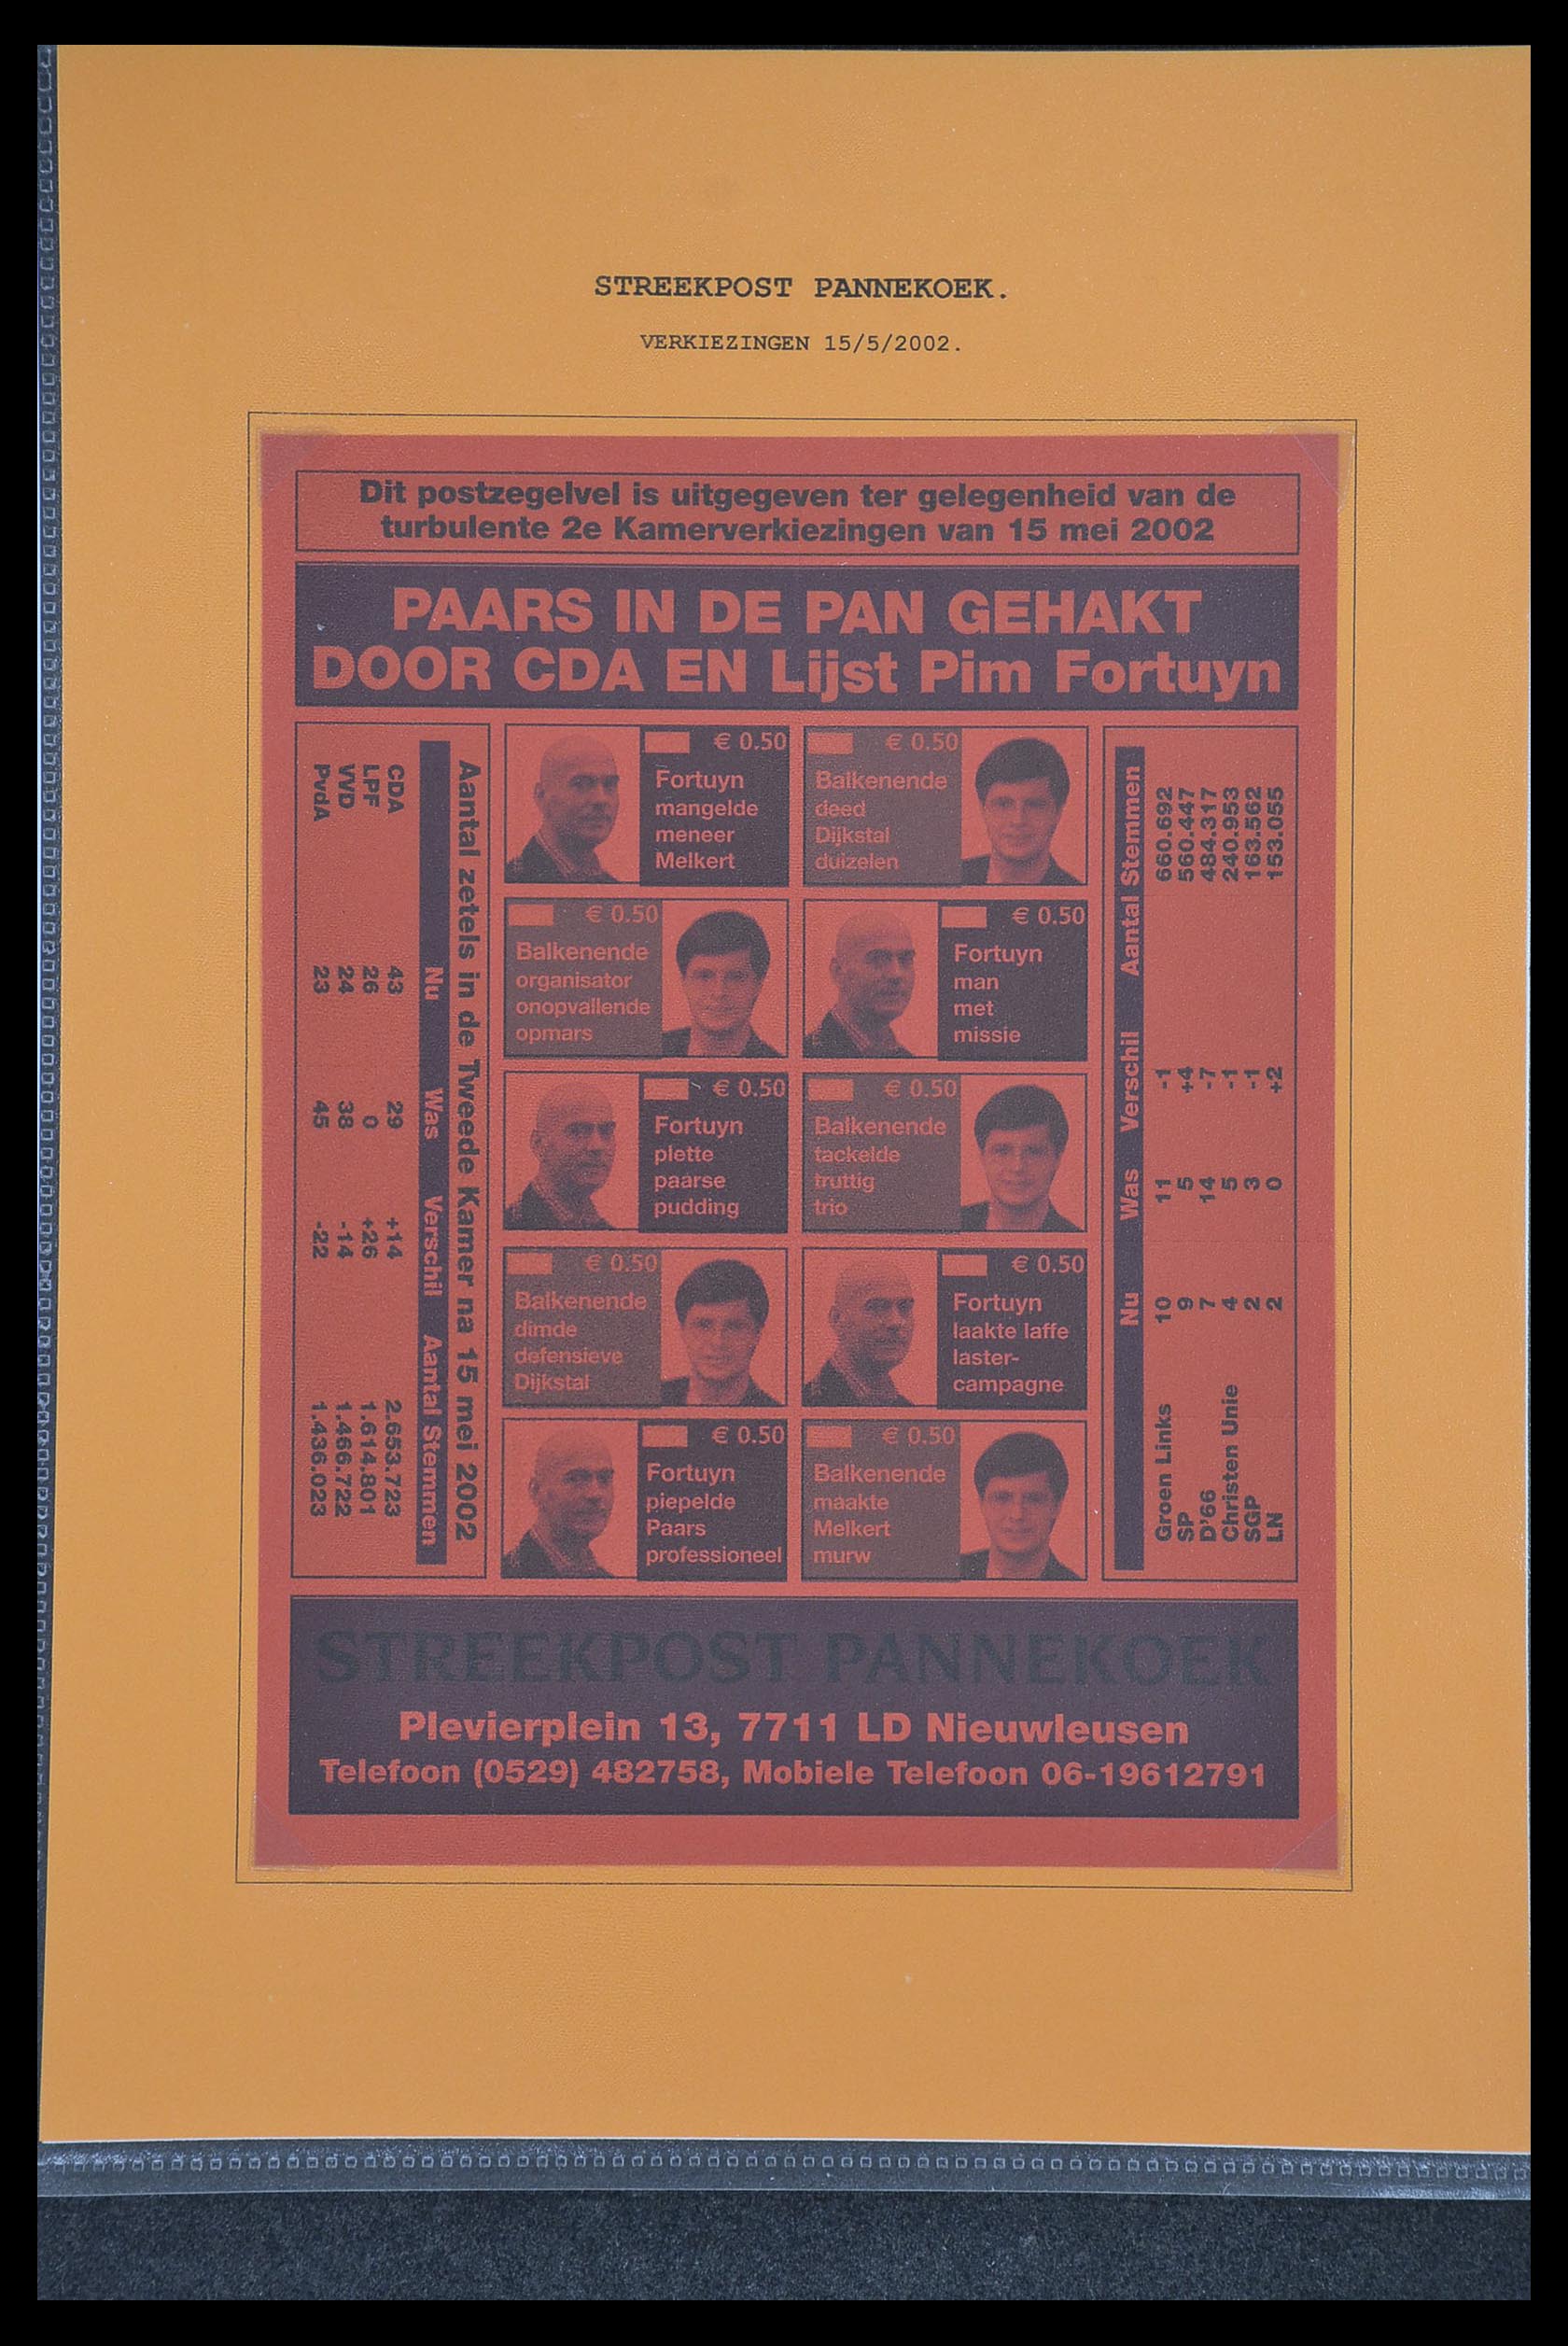 STREEKPOST PANNEKOEK.
VERKIEZINGEN 15/5/2002.
Dit postzegelvel is uitgegeven ter gelegenheid van de
turbulente 2e Kamerverkiezingen van 15 mei 2002
PAARS IN DE PAN GEHAKT
DOOR CDA EN Lijst Pim Fortuyn
Aantal zetels in de Tweede Kamer na 15 mei 2002
Nu Was Verschil Aantal Stemmen
CDA 43 29 +14 2.653.723
LPF 26 0 +26 1.614.801
VVD 24 38 -14 1.466.722
PvdA 23 45 -22 1.436.023
€ 0.50
Fortuyn
mangelde
meneer
Melkert
€ 0.50
Balkenende
deed
Dijkstal
duizelen
€ 0.50
Balkenende
organisator
onopvallende
opmars
€ 0.50
Fortuyn
man
met
missie
€ 0.50
Fortuyn
plette
paarse
pudding
€ 0.50
Balkenende
tackelde
truttig
trio
€ 0.50
Balkenende
dimde
defensieve
Dijkstal
€ 0.50
Fortuyn
laakte laffe
laster-
campagne
€ 0.50
Fortuyn
piepelde
Paars
professioneel
€ 0.50
Balkenende
maakte
Melkert
murw
Nu Was Verschil Aantal Stemmen
Groen Links 10 11 -1 660.692
SP 9 5 +4 560.447
D'66 7 14 -7 484.317
Christen Unie 4 5 -1 240.953
SGP 2 3 -1 163.562
LN 2 0 +2 153.055
STREEKPOST PANNEKOEK
Plevierplein 13, 7711 LD Nieuwleusen
Telefoon (0529) 482758, Mobiele Telefoon 06-19612791